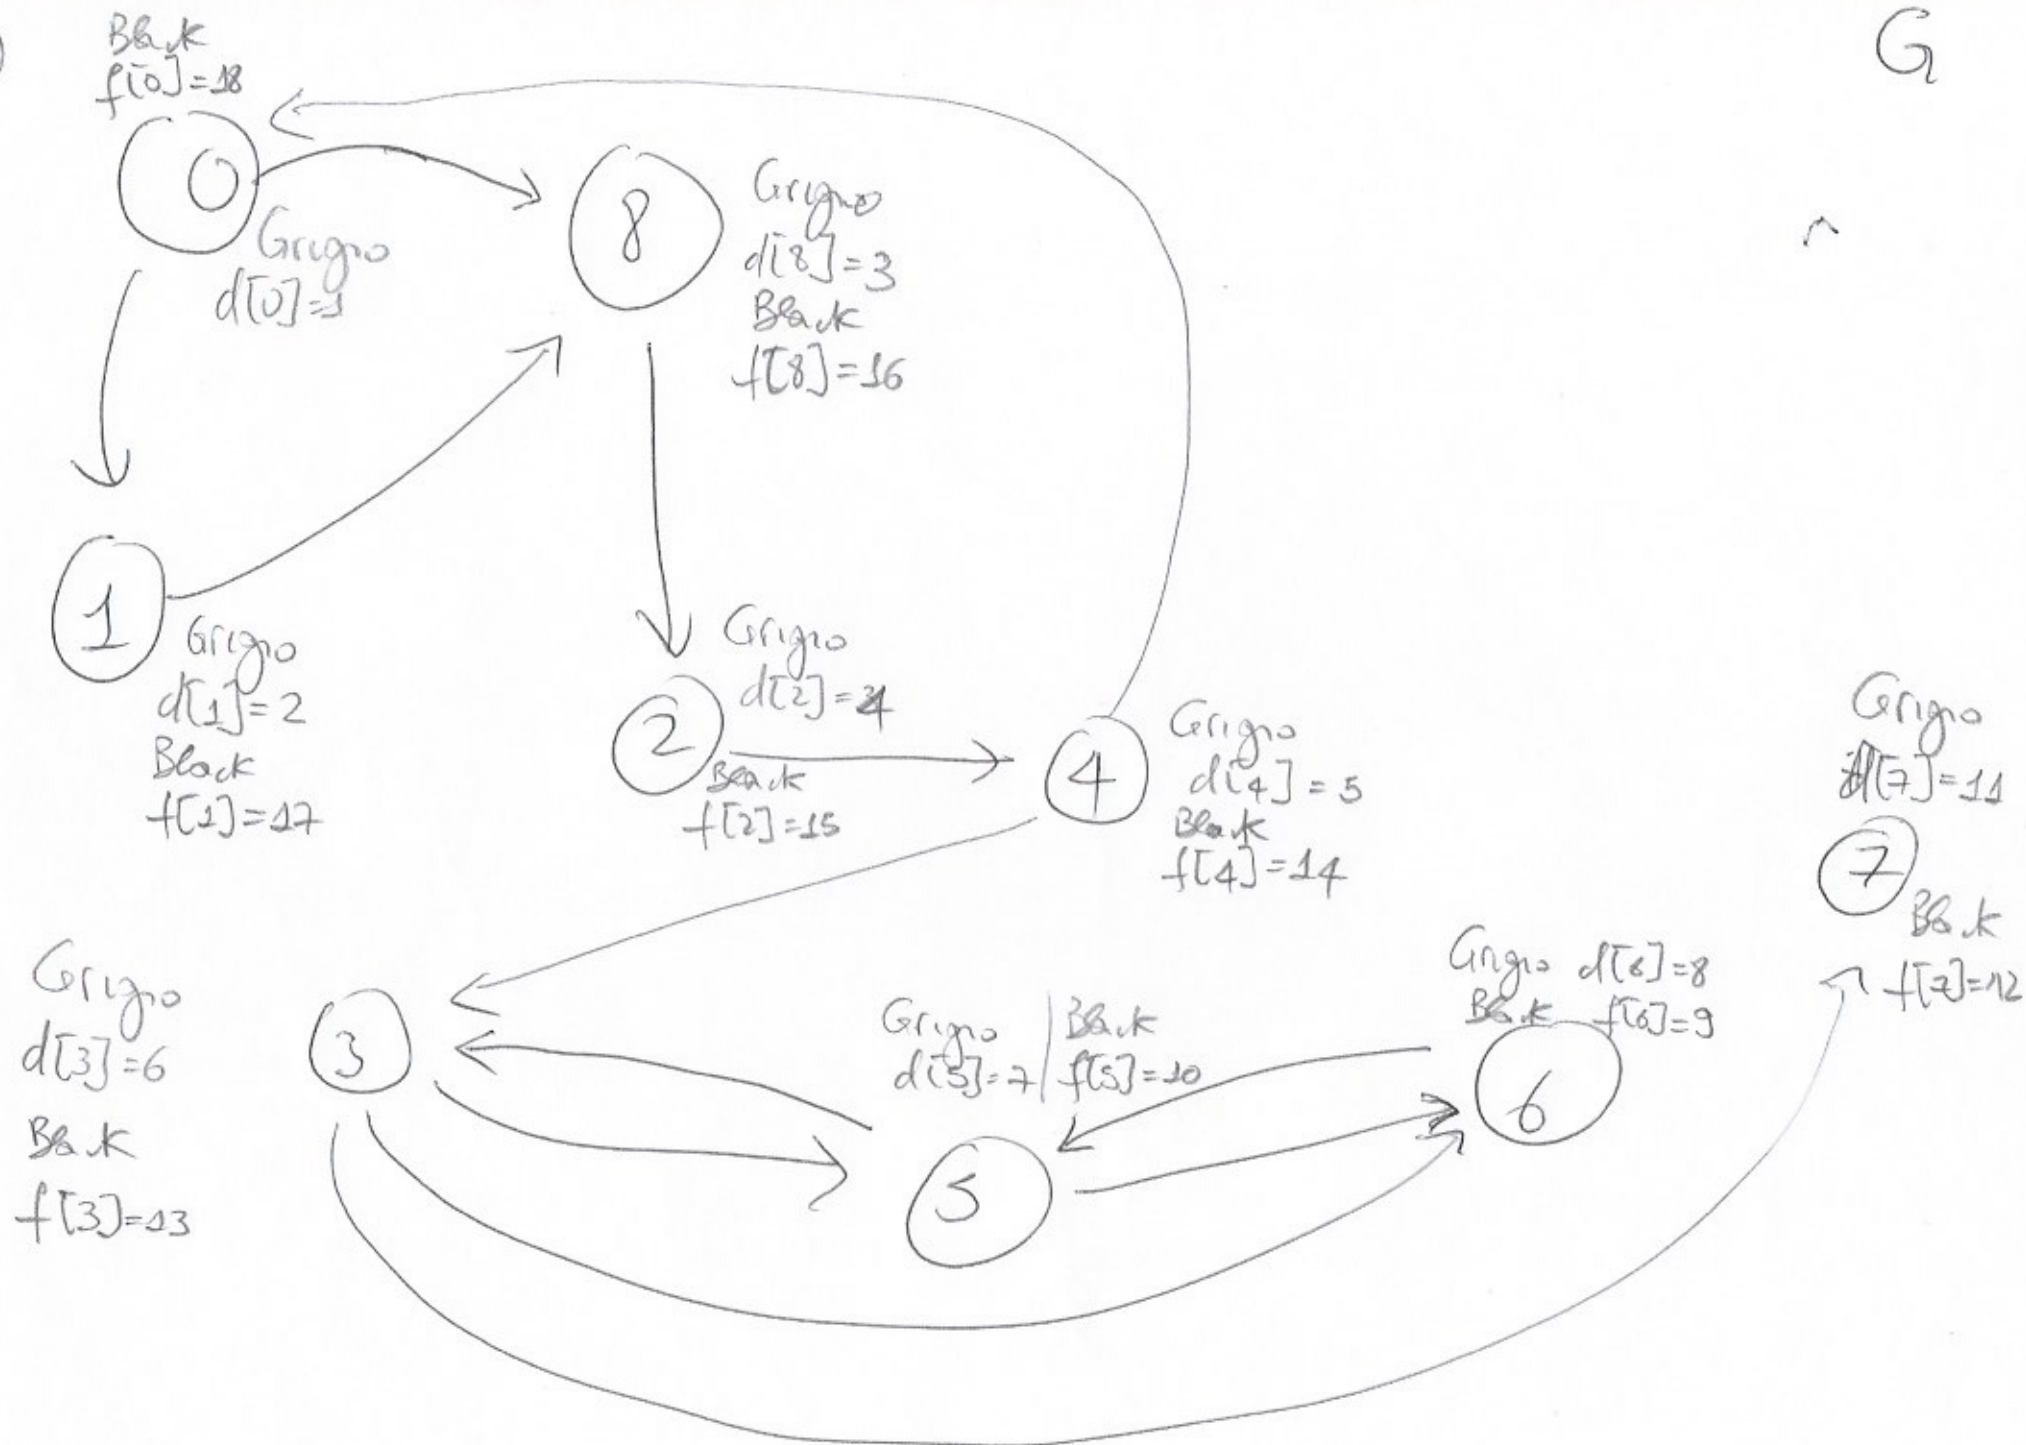 G
Black
f[0]=18
0
Grigio
d[0]=1
8
Grigio
d[8]=3
Black
f[8]=16
1
Grigio
d[1]=2
Black
f[1]=17
2
Grigio
d[2]=4
Black
f[2]=15
4
Grigio
d[4]=5
Black
f[4]=14
Grigio
d[7]=11
7
Black
f[7]=12
Grigio
d[3]=6
Black
f[3]=13
3
Grigio | Black
d[5]=7 | f[5]=10
5
Grigio d[6]=8
Black f[6]=9
6